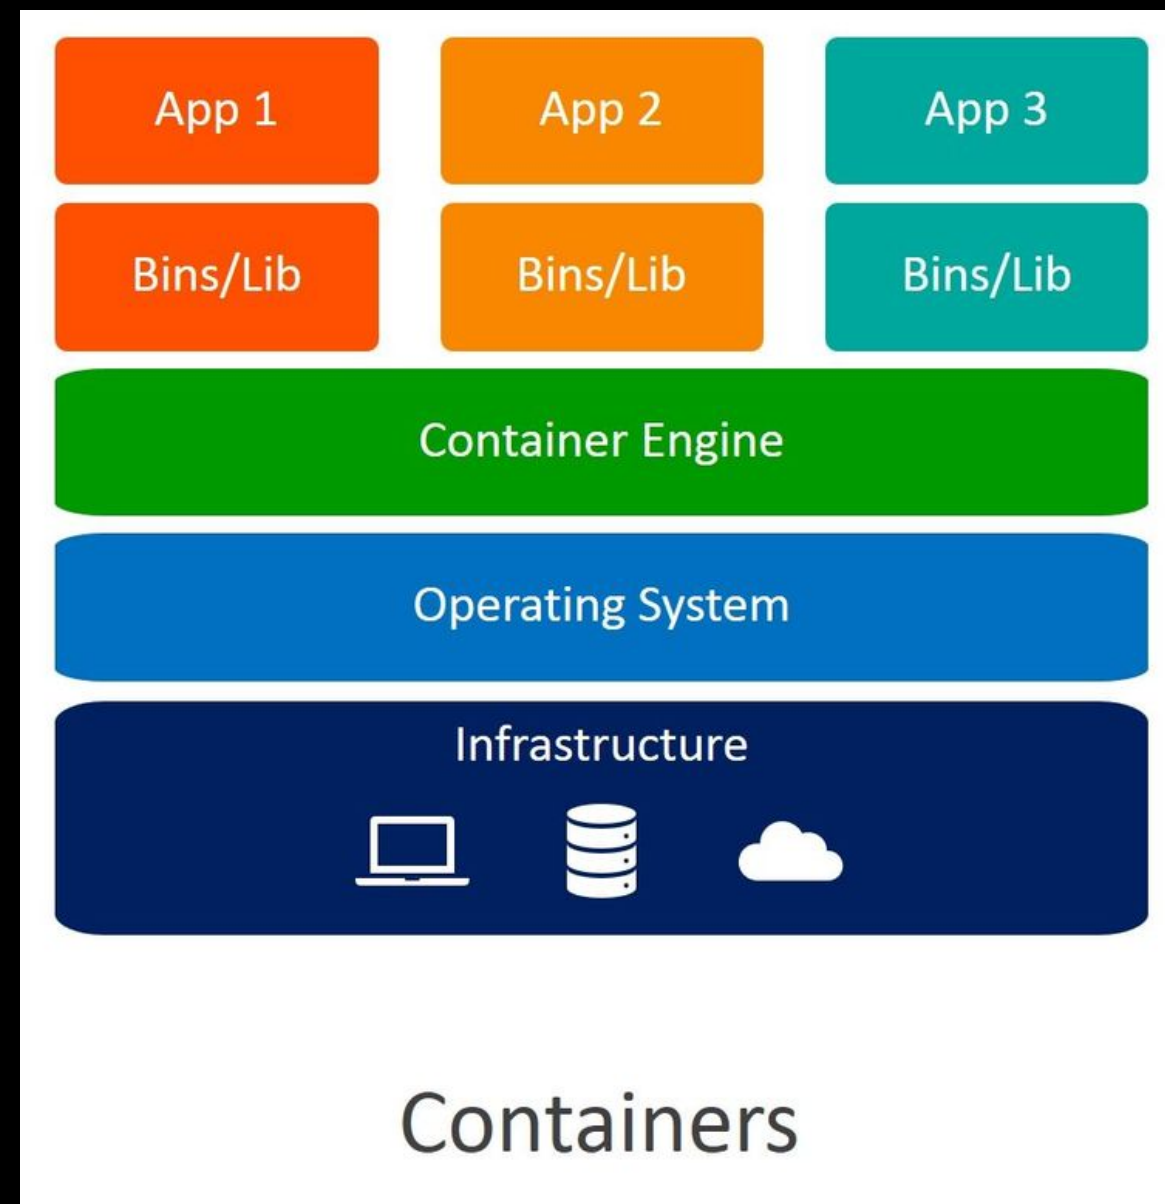 App 1 App 2 App 3
Bins/Lib Bins/Lib Bins/Lib
Container Engine
Operating System
Infrastructure
Containers